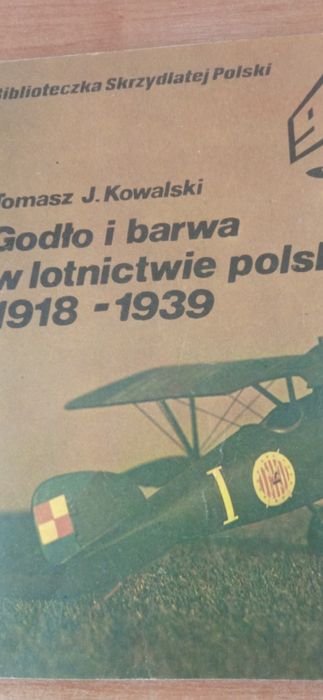 Biblioteczka Skrzydlatej Polski
Tomasz J. Kowalski
Godło i barwa
w lotnictwie polsk
1918 - 1939
I